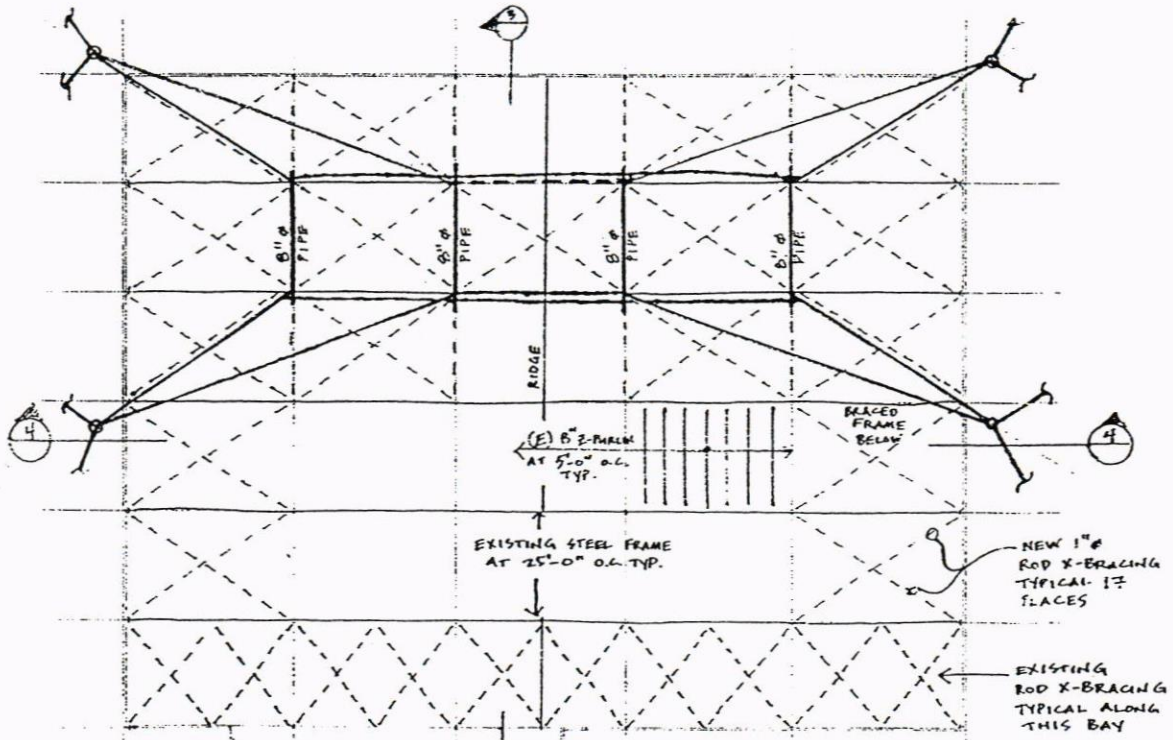 3
8" ø
PIPE
8" ø
PIPE
8" ø
PIPE
8" ø
PIPE
RIDGE
4
(E) 8" Z-PURLIN
AT 5'-0" O.C.
TYP.
BRACED
FRAME
BELOW
4
EXISTING STEEL FRAME
AT 25'-0" O.C. TYP.
NEW 1" ø
ROD X-BRACING
TYPICAL 17
PLACES
EXISTING
ROD X-BRACING
TYPICAL ALONG
THIS BAY